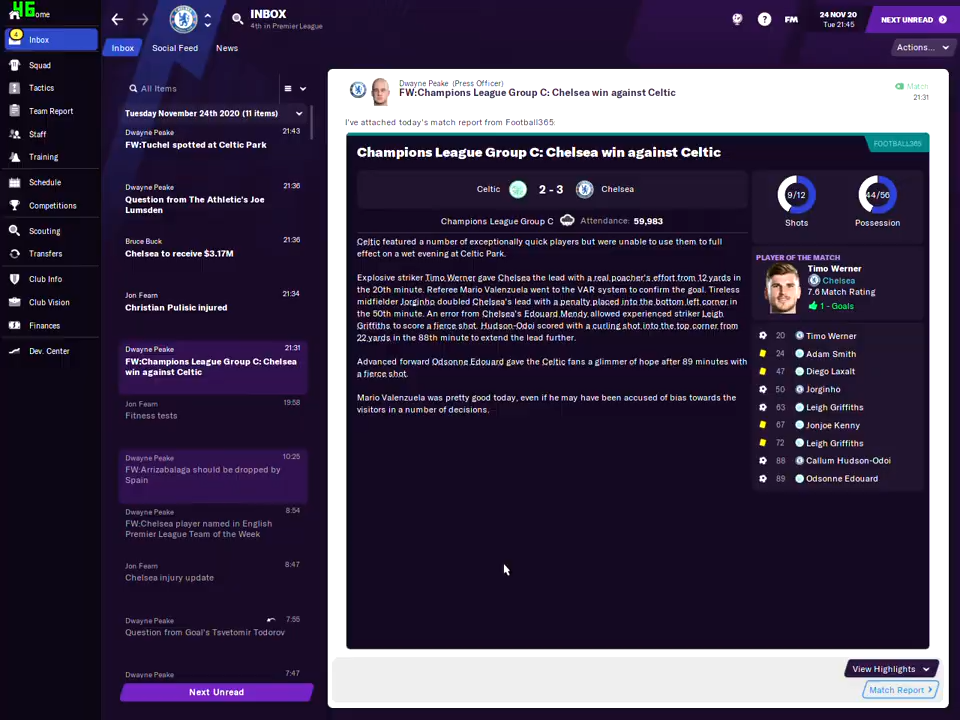 46
Home
INBOX
4th in Premier League
FM
24 NOV 20
Tue 21:45
NEXT UNREAD
4
Inbox
Squad
Tactics
Team Report
Staff
Training
Schedule
Competitions
Scouting
Transfers
Club Info
Club Vision
Finances
Dev. Center
Inbox
Social Feed
News
Actions...
All Items
Tuesday November 24th 2020 (11 items)
Dwayne Peake
21:43
FW:Tuchel spotted at Celtic Park
Dwayne Peake
21:36
Question from The Athletic's Joe
Lumsden
Bruce Buck
21:36
Chelsea to receive $3.17M
Jon Fearn
21:34
Christian Pulisic injured
Dwayne Peake
21:31
FW:Champions League Group C: Chelsea
win against Celtic
Jon Fearn
19:58
Fitness tests
Dwayne Peake
10:25
FW:Arrizabalaga should be dropped by
Spain
Dwayne Peake
8:54
FW:Chelsea player named in English
Premier League Team of the Week
Jon Fearn
8:47
Chelsea injury update
Dwayne Peake
7:55
Question from Goal's Tsvetomir Todorov
Dwayne Peake
7:47
Next Unread
Dwayne Peake (Press Officer)
FW:Champions League Group C: Chelsea win against Celtic
Match
21:31
I've attached today's match report from Football365:
FOOTBALL365
Champions League Group C: Chelsea win against Celtic
Celtic 2 - 3 Chelsea
Champions League Group C Attendance: 59,983
Celtic featured a number of exceptionally quick players but were unable to use them to full
effect on a wet evening at Celtic Park.
Explosive striker Timo Werner gave Chelsea the lead with a real poacher's effort from 12 yards in
the 20th minute. Referee Mario Valenzuela went to the VAR system to confirm the goal. Tireless
midfielder Jorginho doubled Chelsea's lead with a penalty placed into the bottom left corner in
the 50th minute. An error from Chelsea's Edouard Mendy allowed experienced striker Leigh
Griffiths to score a fierce shot. Hudson-Odoi scored with a curling shot into the top corner from
22 yards in the 88th minute to extend the lead further.
Advanced forward Odsonne Edouard gave the Celtic fans a glimmer of hope after 89 minutes with
a fierce shot.
Mario Valenzuela was pretty good today, even if he may have been accused of bias towards the
visitors in a number of decisions.
9/12
Shots
44/56
Possession
PLAYER OF THE MATCH
Timo Werner
Chelsea
7.6 Match Rating
1 - Goals
20 Timo Werner
24 Adam Smith
47 Diego Laxalt
50 Jorginho
63 Leigh Griffiths
67 Jonjoe Kenny
72 Leigh Griffiths
88 Callum Hudson-Odoi
89 Odsonne Edouard
View Highlights
Match Report